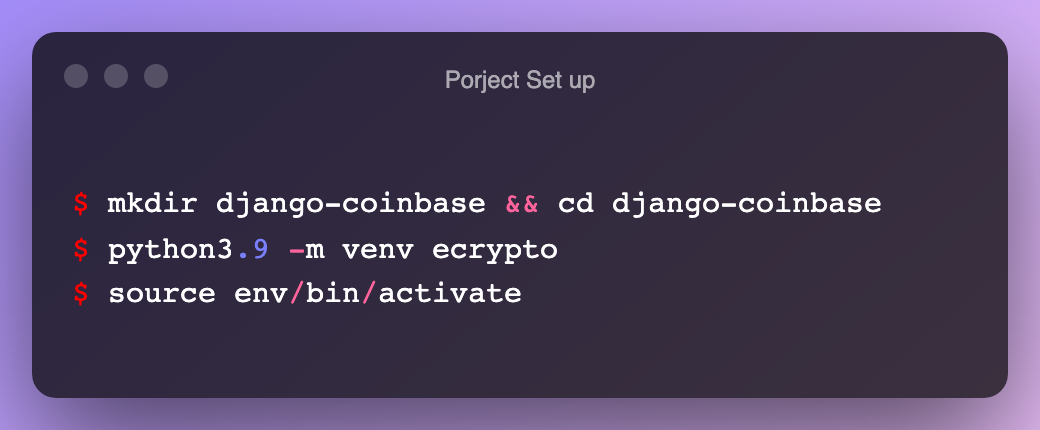 Porject Set up
$ mkdir django-coinbase && cd django-coinbase
$ python3.9 -m venv ecrypto
$ source env/bin/activate